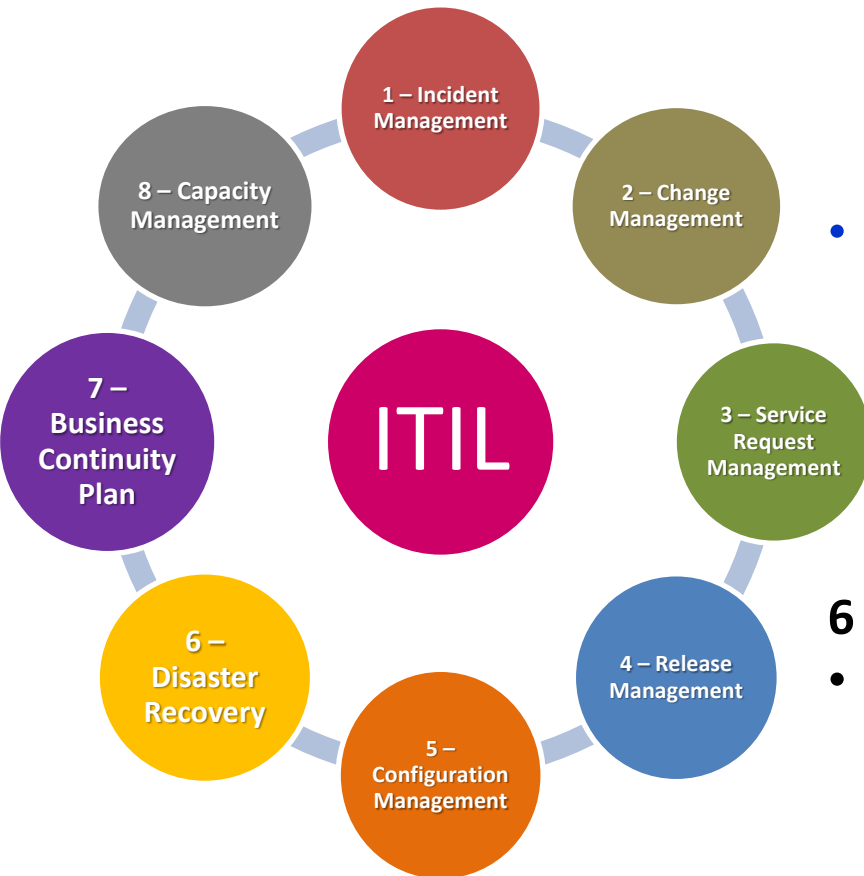 1 – Incident
Management
2 – Change
Management
•
3 – Service
Request
Management
4 – Release
Management
5 –
Configuration
Management
6 –
Disaster
Recovery
7 –
Business
Continuity
Plan
8 – Capacity
Management
ITIL
6
•